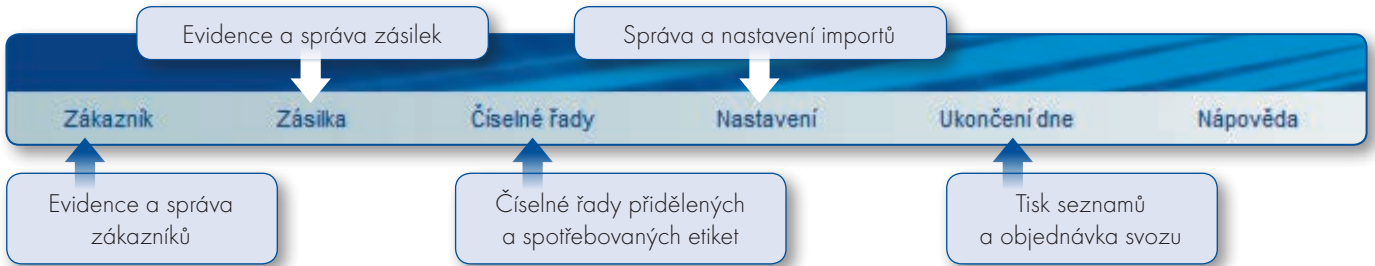 Evidence a správa zásilek
Správa a nastavení importů
Zákazník
Zásilka
Číselné řady
Nastavení
Ukončení dne
Nápověda
Evidence a správa
zákazníků
Číselné řady přidělených
a spotřebovaných etiket
Tisk seznamů
a objednávka svozu